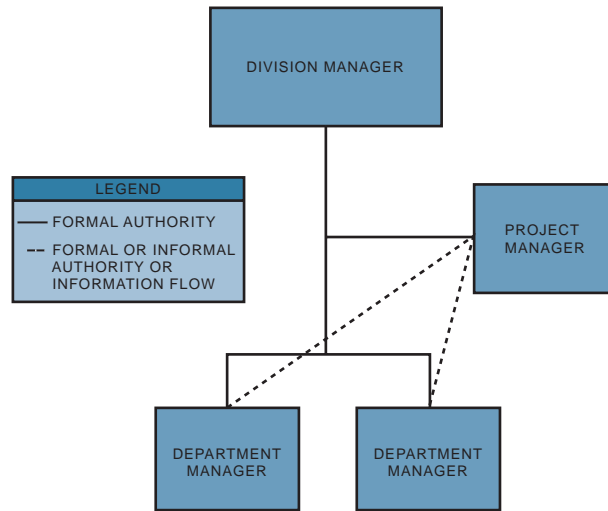 DIVISION MANAGER
LEGEND
FORMAL AUTHORITY
FORMAL OR INFORMAL
AUTHORITY OR
INFORMATION FLOW
PROJECT
MANAGER
DEPARTMENT
MANAGER
DEPARTMENT
MANAGER